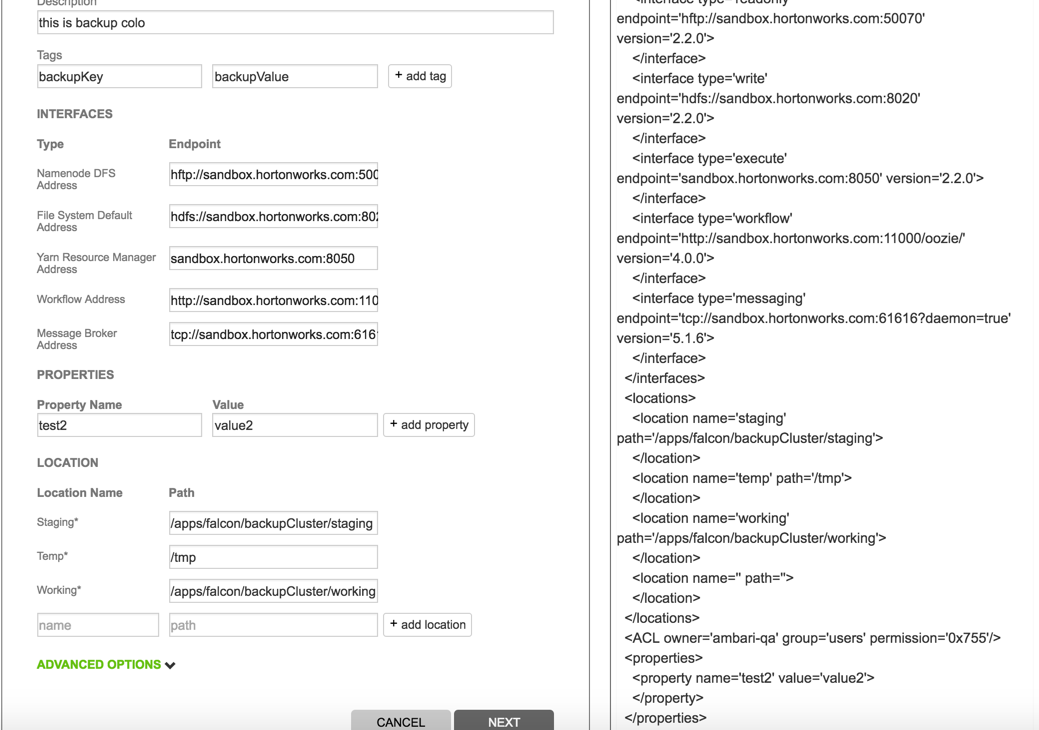 Description
this is backup colo
Tags
backupKey backupValue + add tag
INTERFACES
Type Endpoint
Namenode DFS
Address
hftp://sandbox.hortonworks.com:500
File System Default
Address
hdfs://sandbox.hortonworks.com:802
Yarn Resource Manager
Address
sandbox.hortonworks.com:8050
Workflow Address http://sandbox.hortonworks.com:110
Message Broker
Address
tcp://sandbox.hortonworks.com:6161
PROPERTIES
Property Name Value
test2 value2 + add property
LOCATION
Location Name Path
Staging* /apps/falcon/backupCluster/staging
Temp* /tmp
Working* /apps/falcon/backupCluster/working
name path + add location
ADVANCED OPTIONS
CANCEL NEXT
<interface type='readonly'
endpoint='hftp://sandbox.hortonworks.com:50070'
version='2.2.0'>
</interface>
<interface type='write'
endpoint='hdfs://sandbox.hortonworks.com:8020'
version='2.2.0'>
</interface>
<interface type='execute'
endpoint='sandbox.hortonworks.com:8050' version='2.2.0'>
</interface>
<interface type='workflow'
endpoint='http://sandbox.hortonworks.com:11000/oozie/'
version='4.0.0'>
</interface>
<interface type='messaging'
endpoint='tcp://sandbox.hortonworks.com:61616?daemon=true'
version='5.1.6'>
</interface>
</interfaces>
<locations>
<location name='staging'
path='/apps/falcon/backupCluster/staging'>
</location>
<location name='temp' path='/tmp'>
</location>
<location name='working'
path='/apps/falcon/backupCluster/working'>
</location>
<location name='' path=''>
</location>
</locations>
<ACL owner='ambari-qa' group='users' permission='0x755'/>
<properties>
<property name='test2' value='value2'>
</property>
</properties>